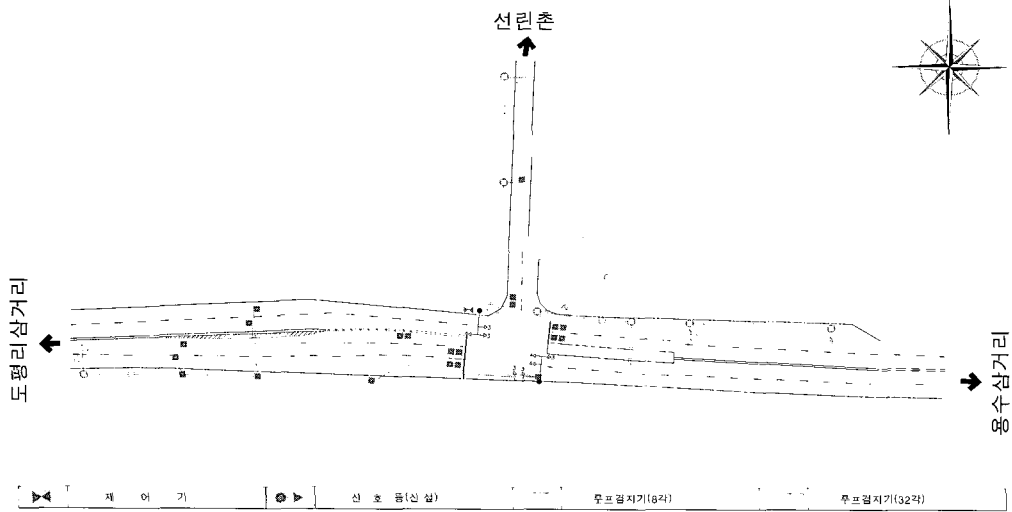 선린촌
도평리삼거리
용수삼거리
제 어 기
신 호 등(신설)
루프검지기(8각)
루프검지기(32각)